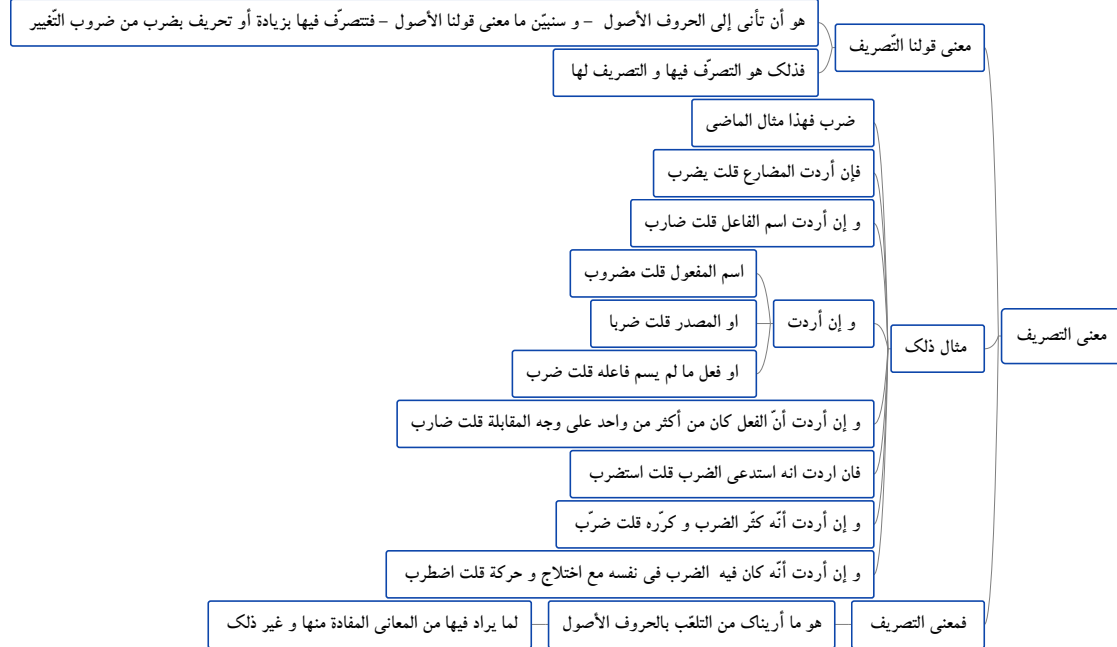 معنى التصريف
معنى قولنا التّصريف
هو أن تأنى إلى الحروف الأصول – و سنبيّن ما معنى قولنا الأصول – فتتصرّف فيها بزيادة أو تحريف بضرب من ضروب التّغيير
فذلک هو التصرّف فيها و التصريف لها
مثال ذلک
ضرب فهذا مثال الماضى
فإن أردت المضارع قلت يضرب
و إن أردت اسم الفاعل قلت ضارب
و إن أردت
اسم المفعول قلت مضروب
او المصدر قلت ضربا
او فعل ما لم يسم فاعله قلت ضرب
و إن أردت أنّ الفعل كان من أكثر من واحد على وجه المقابلة قلت ضارب
فان اردت انه استدعى الضرب قلت استضرب
و إن أردت أنّه كثّر الضرب و كرّره قلت ضرّب
و إن أردت أنّه كان فيه الضرب فى نفسه مع اختلاج و حركة قلت اضطرب
فمعنى التصريف
هو ما أريناک من التلعّب بالحروف الأصول
لما يراد فيها من المعانى المفادة منها و غير ذلک